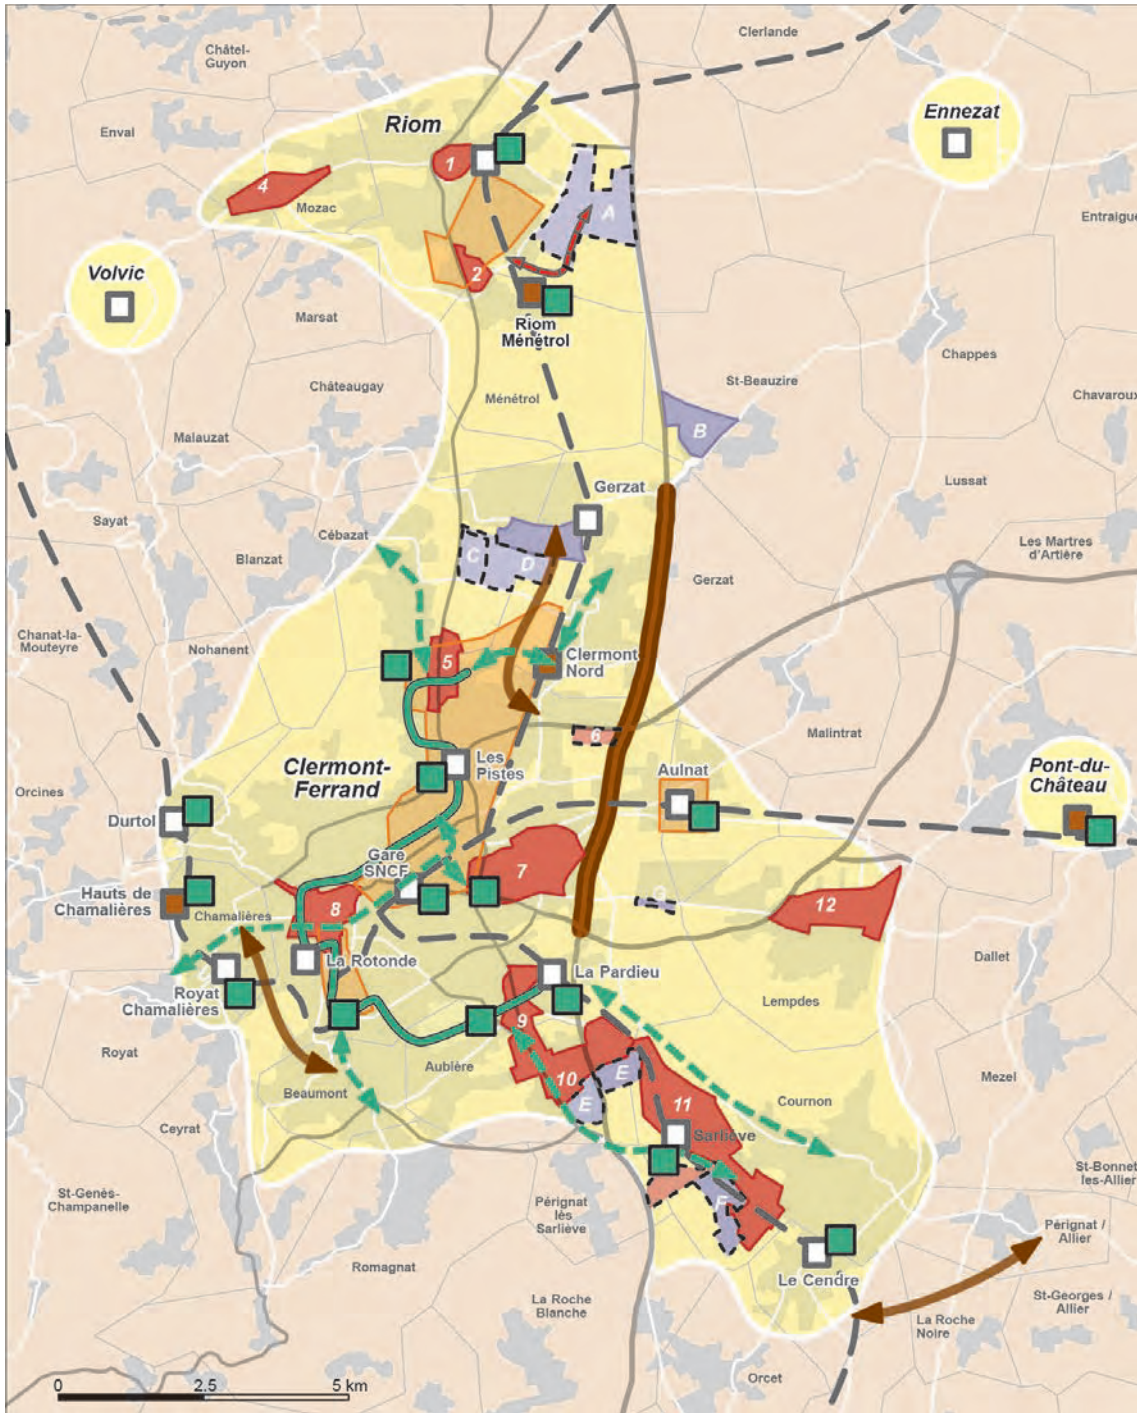 Châtel-
Guyon
Clerlande
Enval
Riom
Ennezat
1
4
Mozac
A
Entraigue
2
Volvic
Riom
Ménétrol
Marsat
Chappes
Châteaugay
Ménétrol
St-Beauzire
Chavaroux
B
Malauzat
Gerzat
Lussat
Sayat
Cébazat
Blanzat
C
D
Les Martres
d'Artière
Gerzat
Chanat-la-
Mouteyre
Nohanent
5
Clermont
Nord
6
Malintrat
Les
Pistes
Clermont-
Ferrand
Aulnat
Pont-du-
Château
Orcines
Durtol
Gare
SNCF
7
Hauts de
Chamalières
Chamalières
8
G
12
La Rotonde
La Pardieu
Dallet
Royat
Chamalières
Lempdes
9
Royat
Aubière
10
E
Mezel
Beaumont
E
11
Cournon
Ceyrat
Sarliève
St-Bonnet
les-Allier
St-Genès-
Champanelle
F
Pérignat
lès
Sarliève
Pérignat /
Allier
Romagnat
Le Cendre
La Roche
Blanche
St-Georges /
Allier
La Roche
Noire
Orcet
0 2.5 5 km